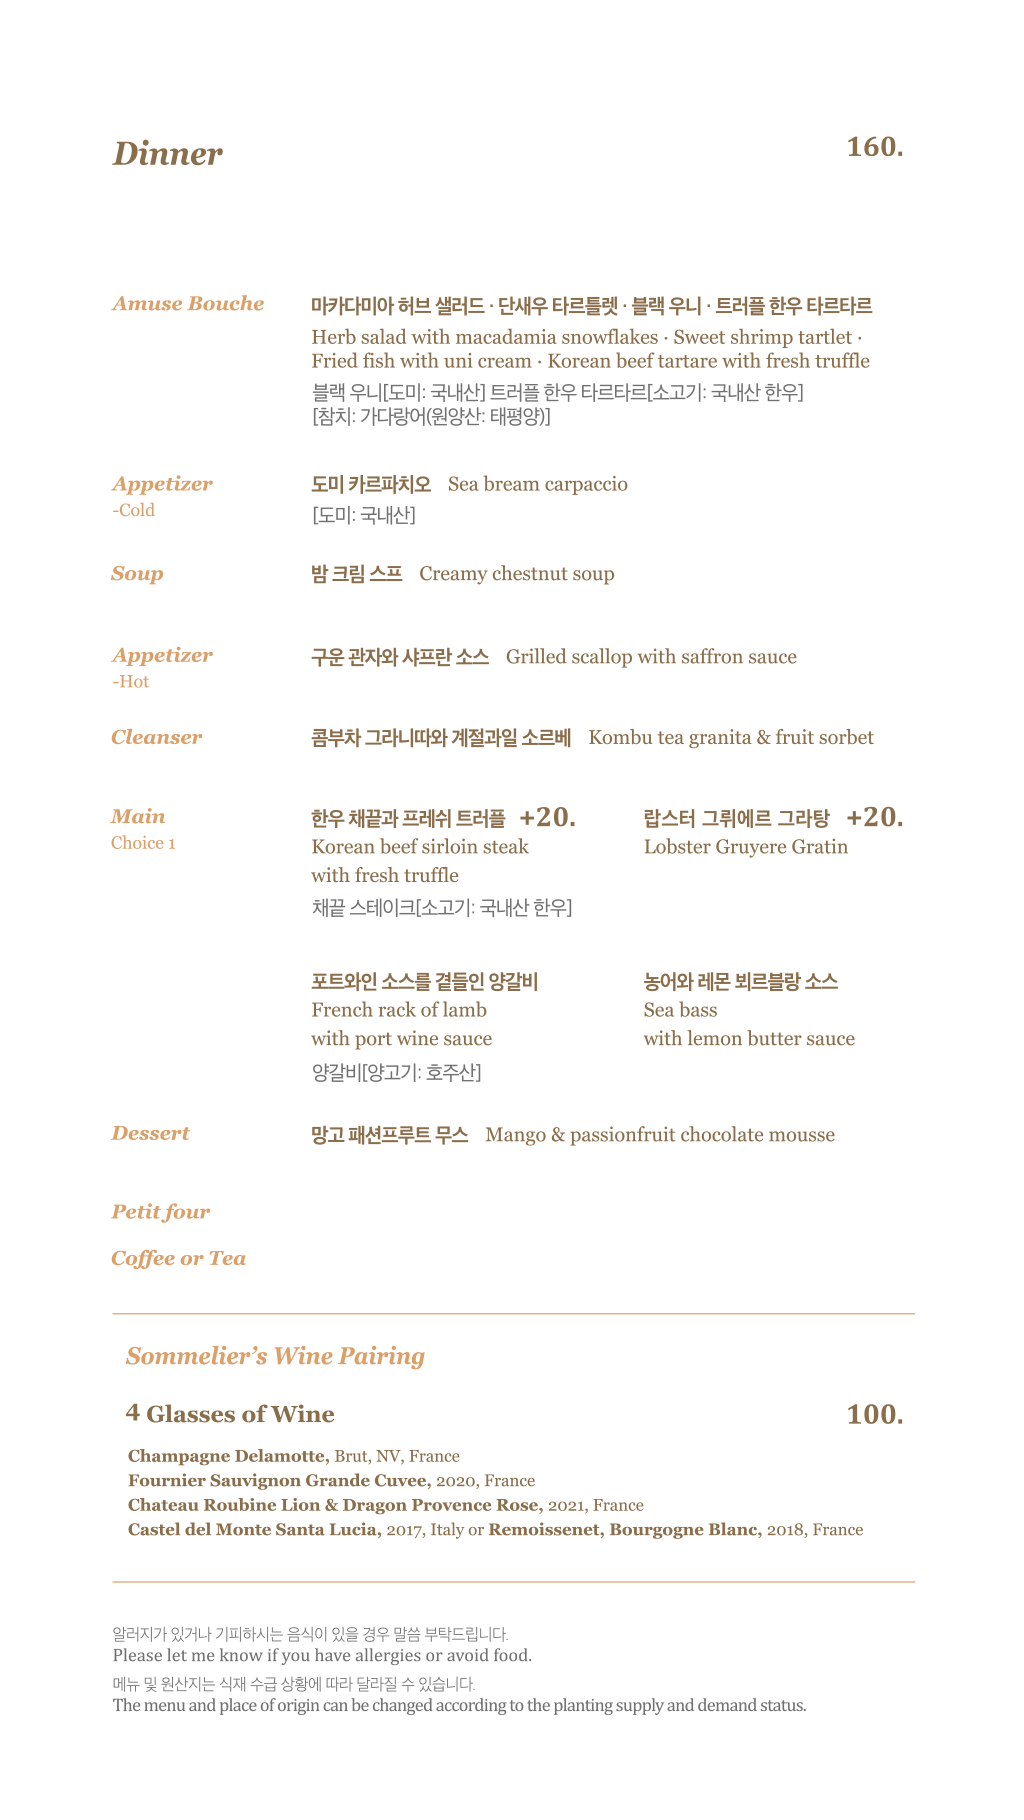 Dinner 160.
Amuse Bouche 마카다미아 허브 샐러드 · 단새우 타르틀렛 · 블랙 우니 · 트러플 한우 타르타르
Herb salad with macadamia snowflakes · Sweet shrimp tartlet ·
Fried fish with uni cream · Korean beef tartare with fresh truffle
블랙 우니[도미: 국내산] 트러플 한우 타르타르[소고기: 국내산 한우]
[참치: 가다랑어(원양산: 태평양)]
Appetizer 도미 카르파치오 Sea bream carpaccio
-Cold [도미: 국내산]
Soup 밤 크림 스프 Creamy chestnut soup
Appetizer 구운 관자와 샤프란 소스 Grilled scallop with saffron sauce
-Hot
Cleanser 콤부차 그라니따와 계절과일 소르베 Kombu tea granita & fruit sorbet
Main 한우 채끝과 프레쉬 트러플 +20. 랍스터 그뤼에르 그라탕 +20.
Choice 1 Korean beef sirloin steak Lobster Gruyere Gratin
with fresh truffle
채끝 스테이크[소고기: 국내산 한우]
포트와인 소스를 곁들인 양갈비 농어와 레몬 뵈르블랑 소스
French rack of lamb Sea bass
with port wine sauce with lemon butter sauce
양갈비[양고기: 호주산]
Dessert 망고 패션프루트 무스 Mango & passionfruit chocolate mousse
Petit four
Coffee or Tea
Sommelier's Wine Pairing
4 Glasses of Wine 100.
Champagne Delamotte, Brut, NV, France
Fournier Sauvignon Grande Cuvee, 2020, France
Chateau Roubine Lion & Dragon Provence Rose, 2021, France
Castel del Monte Santa Lucia, 2017, Italy or Remoissenet, Bourgogne Blanc, 2018, France
알러지가 있거나 기피하시는 음식이 있을 경우 말씀 부탁드립니다.
Please let me know if you have allergies or avoid food.
메뉴 및 원산지는 식재 수급 상황에 따라 달라질 수 있습니다.
The menu and place of origin can be changed according to the planting supply and demand status.